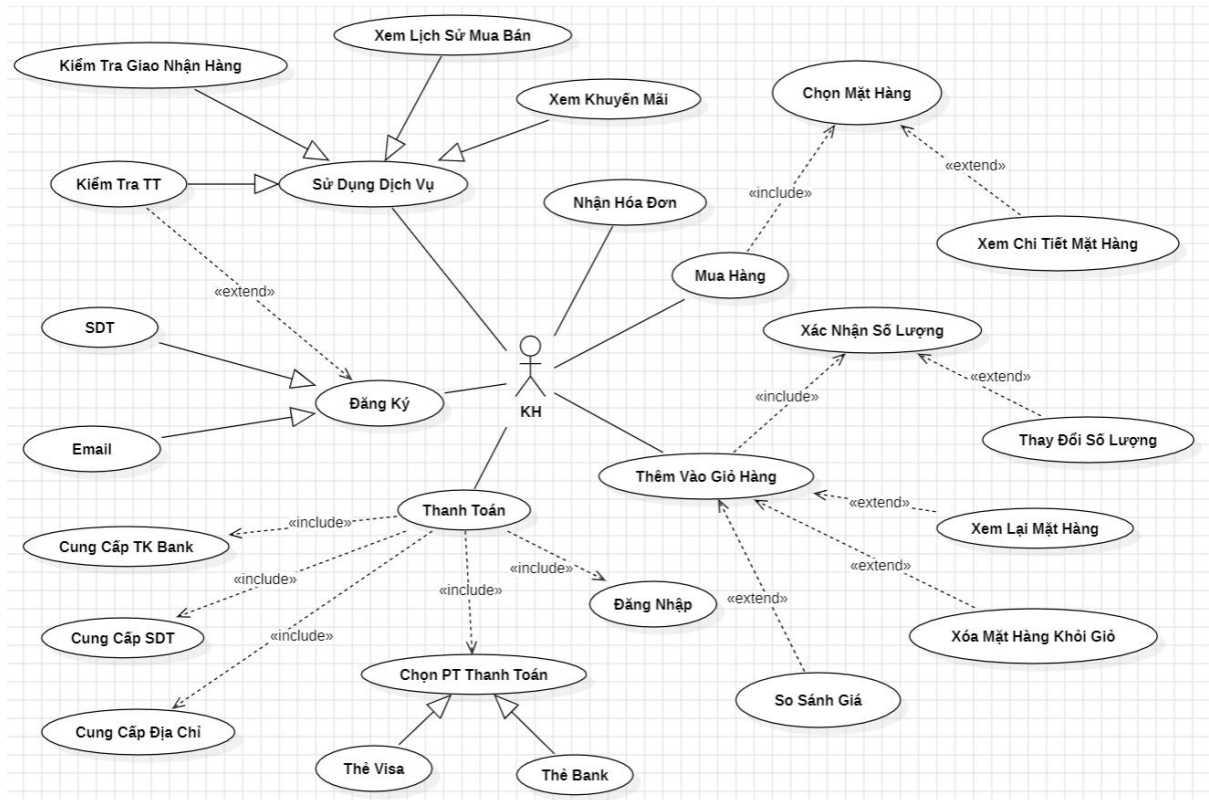 Xem Lịch Sử Mua Bán
Kiểm Tra Giao Nhận Hàng
Xem Khuyến Mãi
Chọn Mặt Hàng
Kiểm Tra TT
Sử Dụng Dịch Vụ
«extend»
«include»
Nhận Hóa Đơn
Xem Chi Tiết Mặt Hàng
Mua Hàng
«extend»
SDT
Xác Nhận Số Lượng
«extend»
«include»
Đăng Ký
KH
Thay Đổi Số Lượng
Email
Thêm Vào Giỏ Hàng
«extend»
Thanh Toán
«include»
Xem Lại Mặt Hàng
Cung Cấp TK Bank
«include»
«extend»
«include»
«include»
«extend»
Đăng Nhập
Cung Cấp SDT
«include»
Xóa Mặt Hàng Khỏi Giỏ
Chọn PT Thanh Toán
So Sánh Giá
Cung Cấp Địa Chỉ
Thẻ Visa
Thẻ Bank